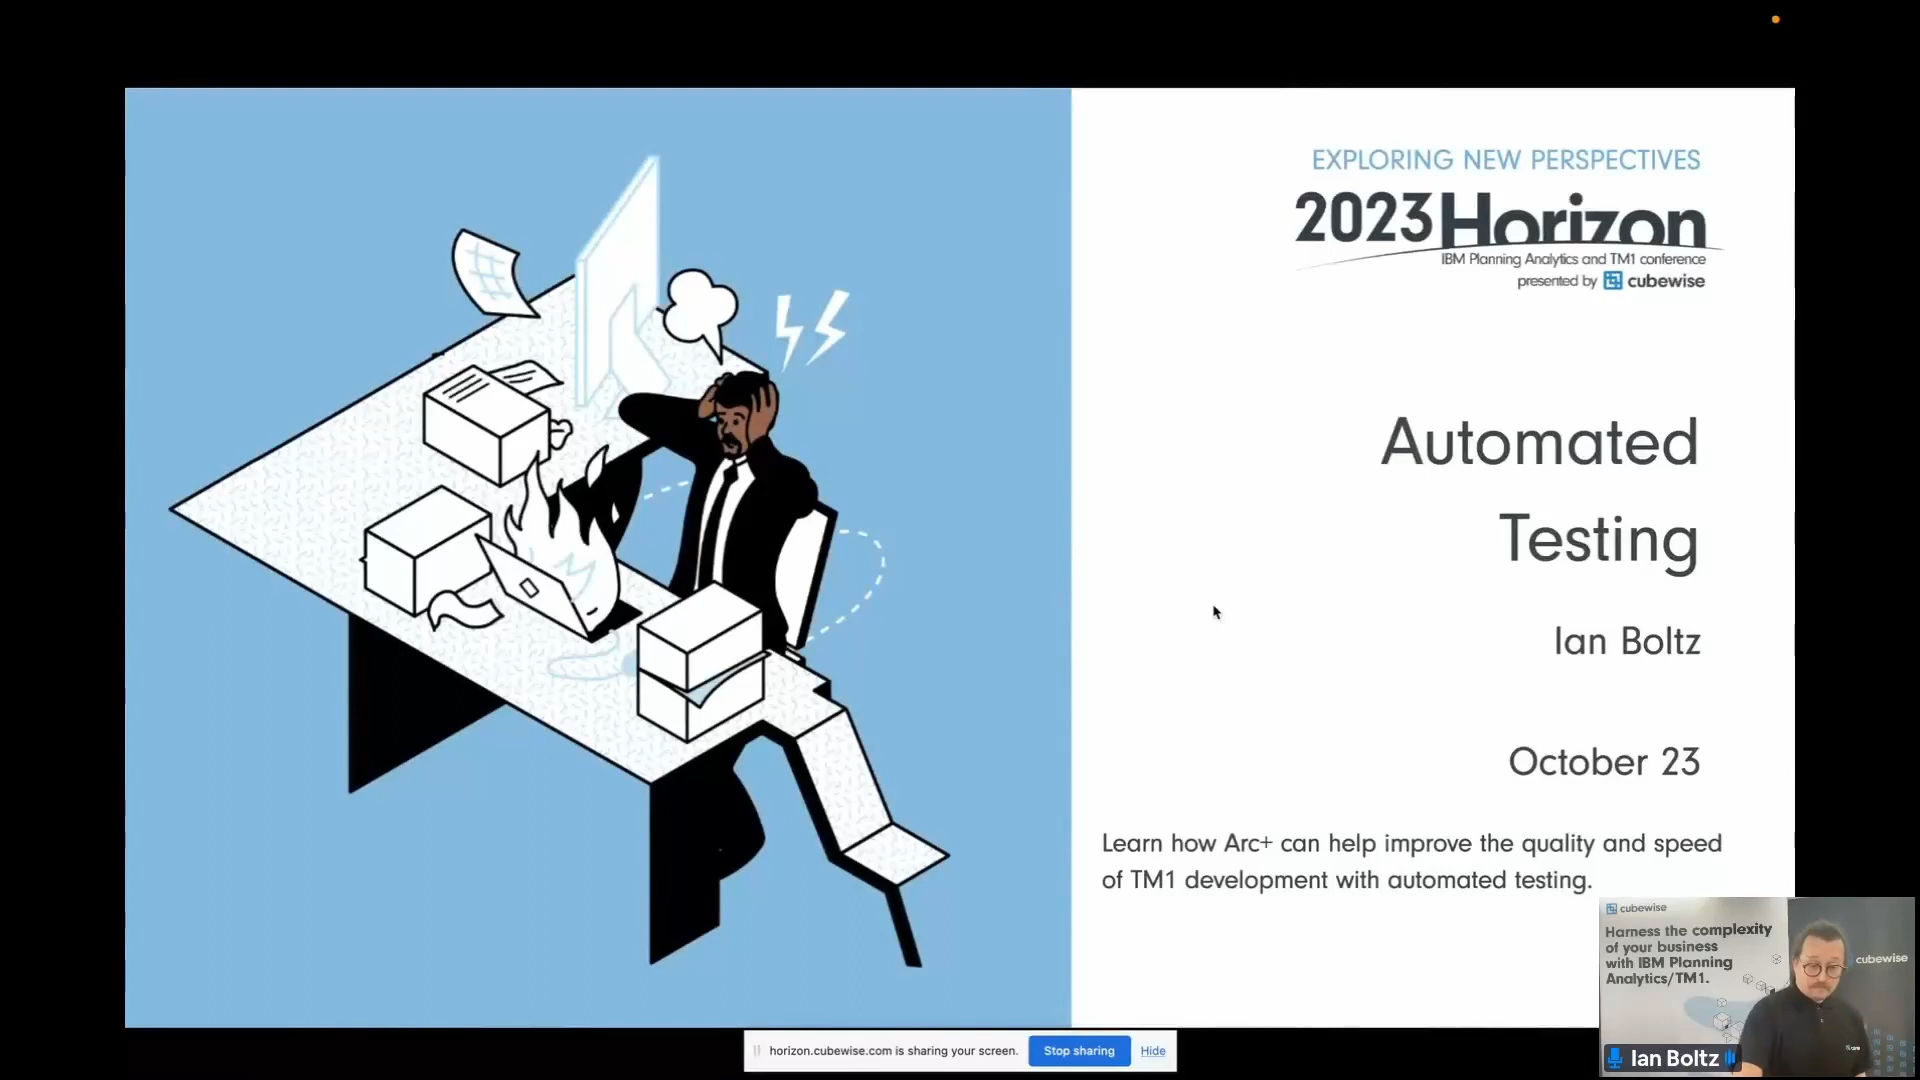 EXPLORING NEW PERSPECTIVES
2023 Horizon
IBM Planning Analytics and TM1 conference
presented by cubewise
Automated
Testing
Ian Boltz
October 23
Learn how Arc+ can help improve the quality and speed
of TM1 development with automated testing.
cubewise
Harness the complexity
of your business
with IBM Planning
Analytics/TM1.
cubewise
Ian Boltz
horizon.cubewise.com is sharing your screen.
Stop sharing
Hide